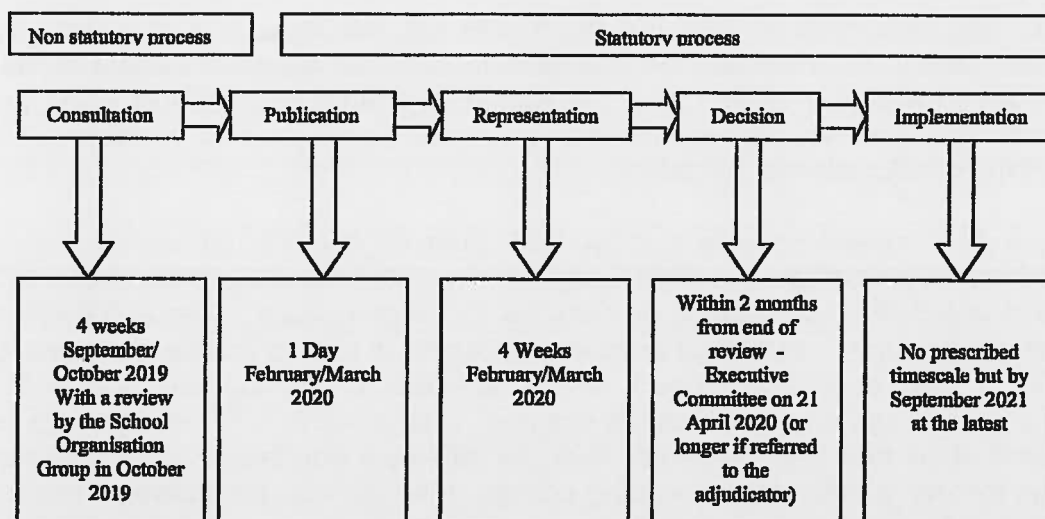 Non statutory process
Statutory process
Consultation
Publication
Representation
Decision
Implementation
4 weeks
September/
October 2019
With a review
by the School
Organisation
Group in October
2019
1 Day
February/March
2020
4 Weeks
February/March
2020
Within 2 months
from end of
review -
Executive
Committee on 21
April 2020 (or
longer if referred
to the
adjudicator)
No prescribed
timescale but by
September 2021
at the latest